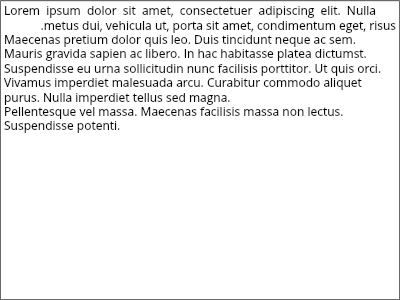 Lorem ipsum dolor sit amet, consectetuer adipiscing elit. Nulla
.metus dui, vehicula ut, porta sit amet, condimentum eget, risus
Maecenas pretium dolor quis leo. Duis tincidunt neque ac sem.
Mauris gravida sapien ac libero. In hac habitasse platea dictumst.
Suspendisse eu urna sollicitudin nunc facilisis porttitor. Ut quis orci.
Vivamus imperdiet malesuada arcu. Curabitur commodo aliquet
purus. Nulla imperdiet tellus sed magna.
Pellentesque vel massa. Maecenas facilisis massa non lectus.
Suspendisse potenti.